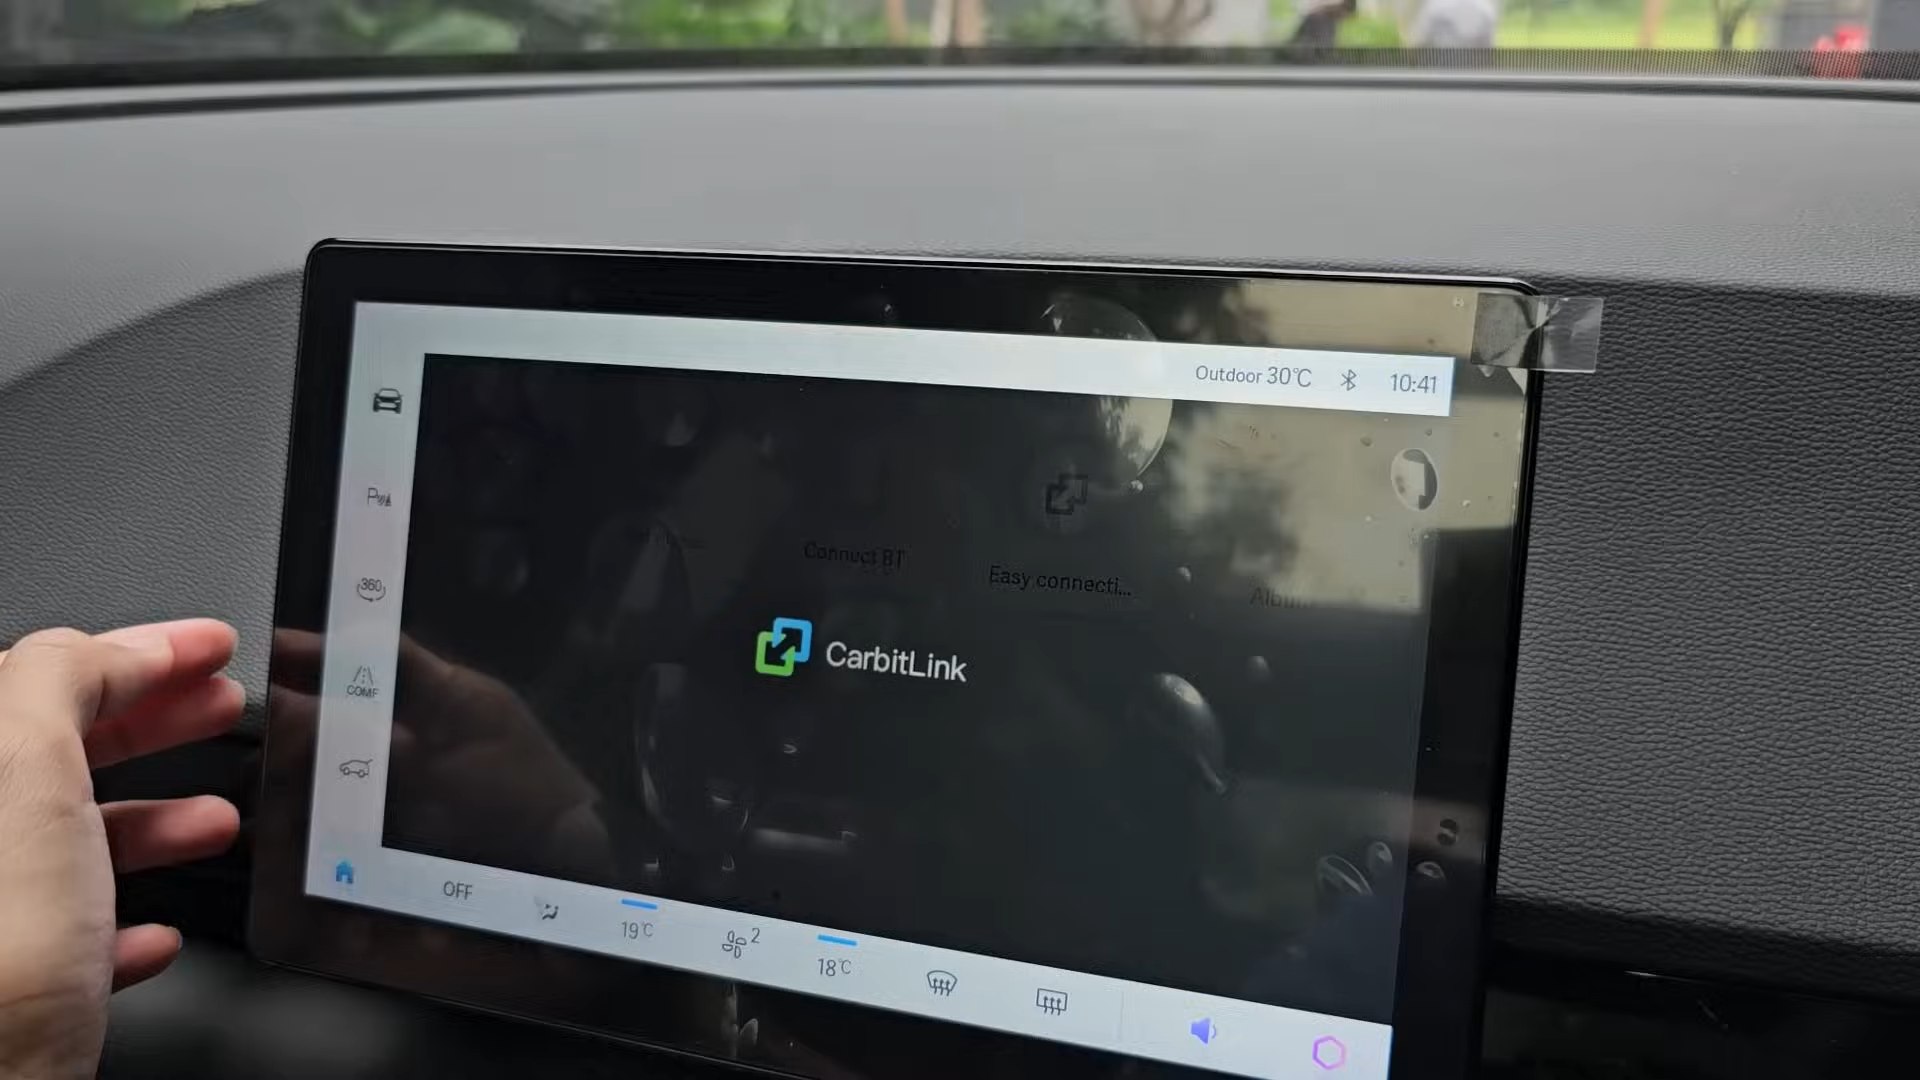 Outdoor 30°C
10:41
Connect BT
Easy connecti...
360
CarbitLink
COMF
OFF
19°C
2
18°C